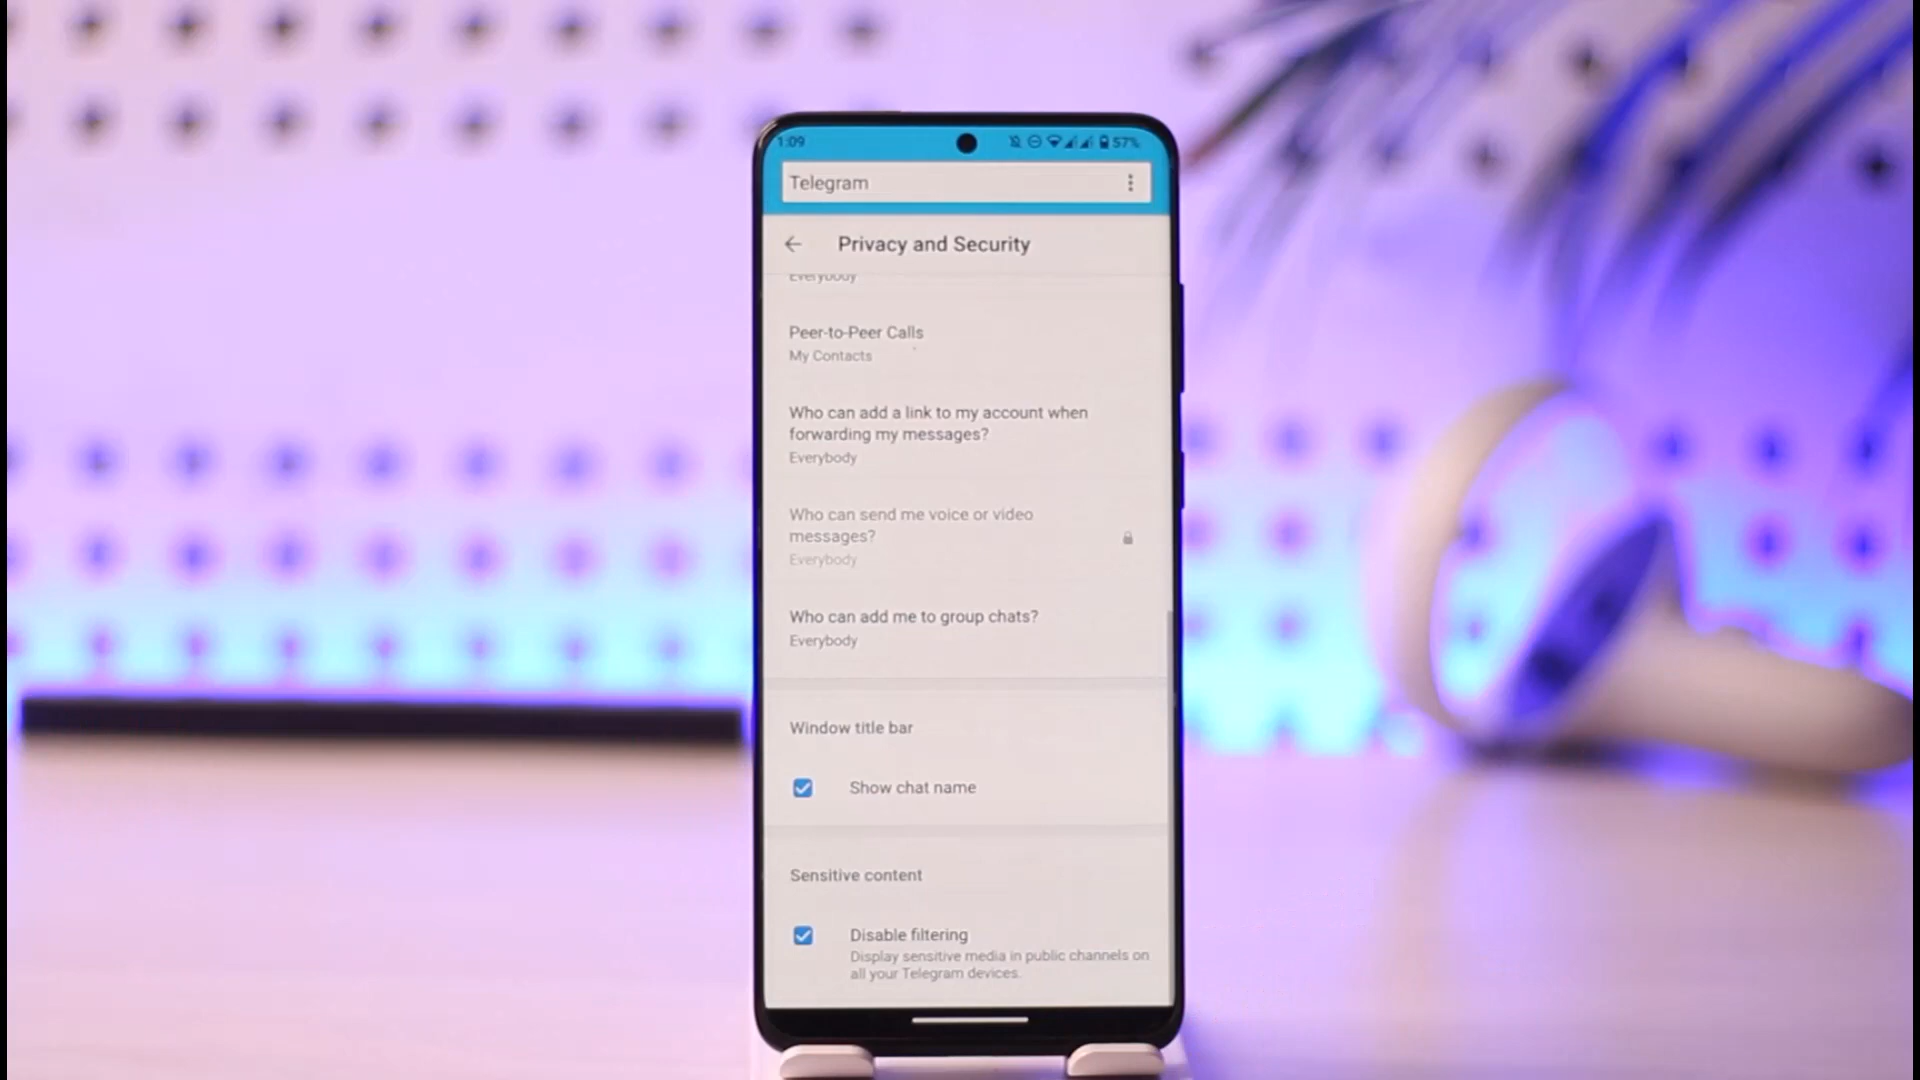 1:09
57%
Telegram
Privacy and Security
Everybody
Peer-to-Peer Calls
My Contacts
Who can add a link to my account when
forwarding my messages?
Everybody
Who can send me voice or video
messages?
Everybody
Who can add me to group chats?
Everybody
Window title bar
Show chat name
Sensitive content
Disable filtering
Display sensitive media in public channels on
all your Telegram devices.